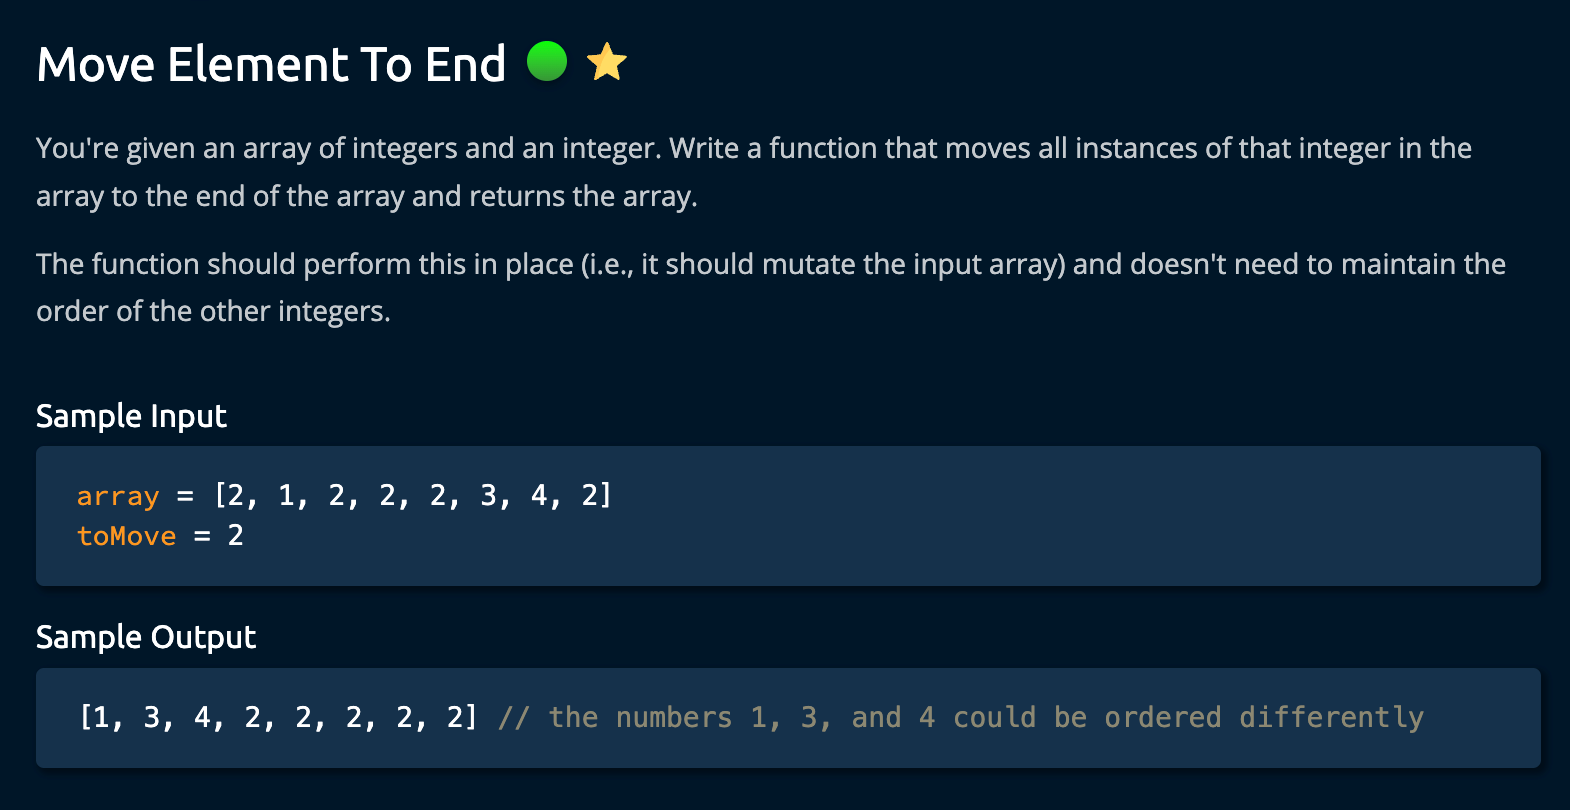 Move Element To End
You're given an array of integers and an integer. Write a function that moves all instances of that integer in the
array to the end of the array and returns the array.
The function should perform this in place (i.e., it should mutate the input array) and doesn't need to maintain the
order of the other integers.
Sample Input
array = [2, 1, 2, 2, 2, 3, 4, 2]
toMove = 2
Sample Output
[1, 3, 4, 2, 2, 2, 2, 2] // the numbers 1, 3, and 4 could be ordered differently